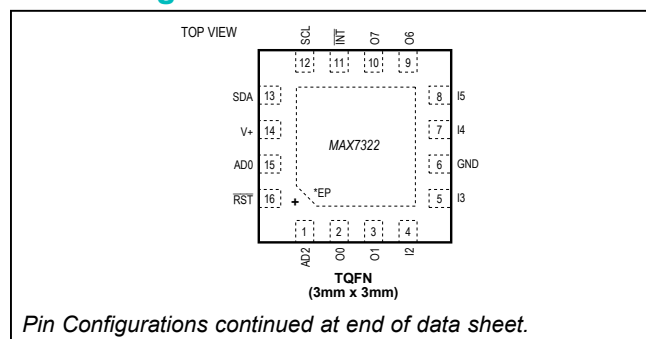 TOP VIEW
SCL
INT
O7
O6
12
11
10
9
SDA
13
8
I5
V+
14
7
I4
MAX7322
AD0
15
6
GND
RST
16
*EP
+
5
I3
1
2
3
4
AD2
O0
O1
I2
TQFN
(3mm x 3mm)
Pin Configurations continued at end of data sheet.